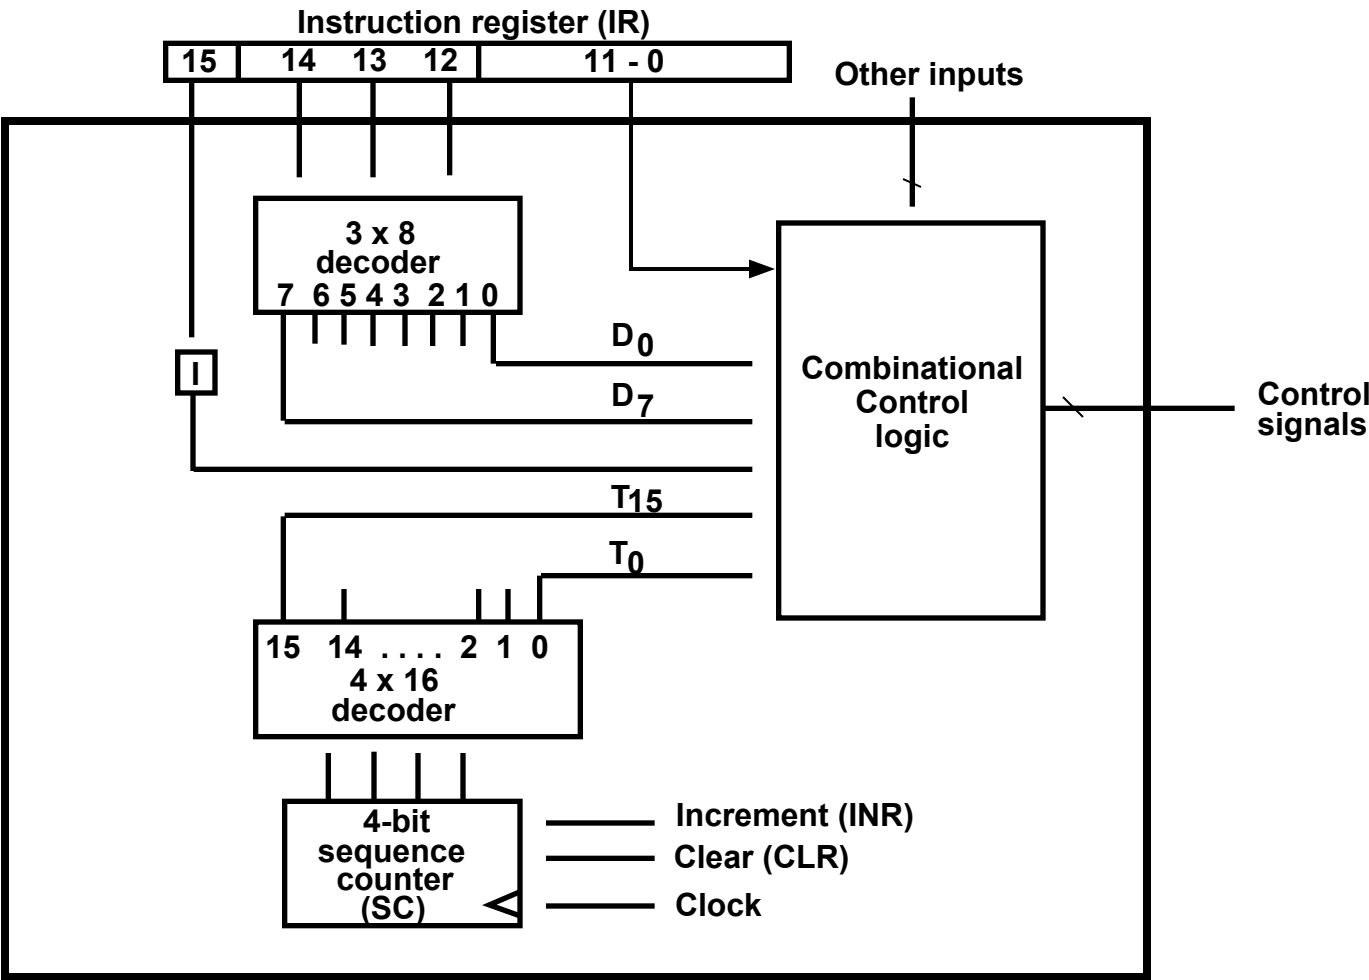 Instruction register (IR)
15 14 13 12 11 - 0
Other inputs
3 x 8
decoder
7 6 5 4 3 2 1 0
D0
I
D7
Combinational
Control
logic
Control
signals
T15
T0
15 14 . . . . 2 1 0
4 x 16
decoder
4-bit
sequence
counter
(SC)
Increment (INR)
Clear (CLR)
Clock